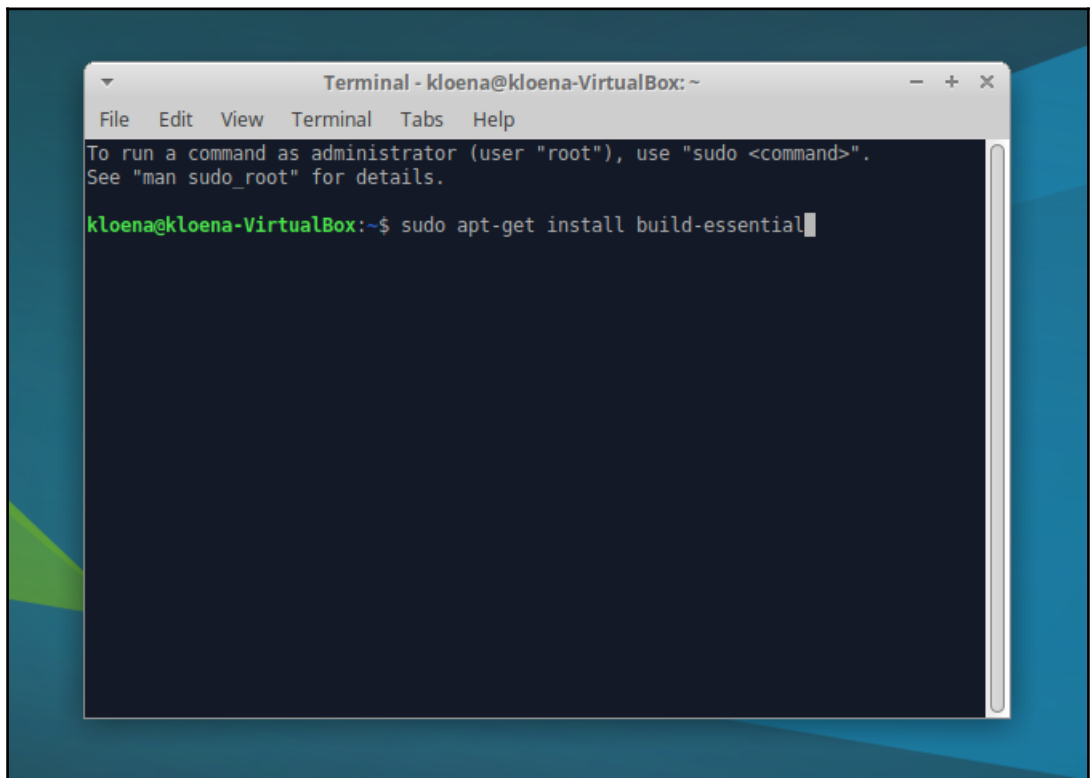 Terminal - kloena@kloena-VirtualBox: ~
File Edit View Terminal Tabs Help
To run a command as administrator (user "root"), use "sudo <command>".
See "man sudo_root" for details.
kloena@kloena-VirtualBox:~$ sudo apt-get install build-essential